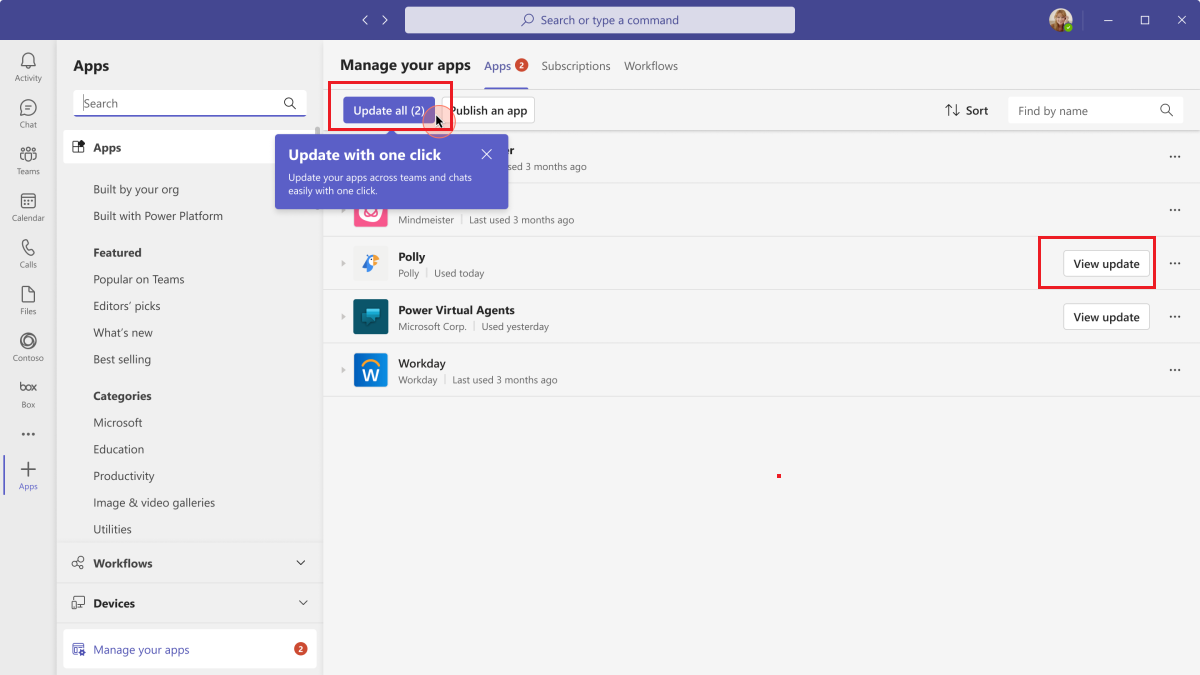 Search or type a command
Activity
Chat
Teams
Calendar
Calls
Files
Contoso
box
Box
Apps
Apps
Search
Apps
Built by your org
Built with Power Platform
Featured
Popular on Teams
Editors' picks
What's new
Best selling
Categories
Microsoft
Education
Productivity
Image & video galleries
Utilities
Workflows
Devices
Manage your apps 2
Manage your apps Apps 2 Subscriptions Workflows
Update all (2) Publish an app Sort Find by name
Update with one click
Update your apps across teams and chats
easily with one click.
3 months ago
Mindmeister Last used 3 months ago
Polly
Polly Used today
View update
Power Virtual Agents
Microsoft Corp. Used yesterday
View update
W
Workday
Workday Last used 3 months ago